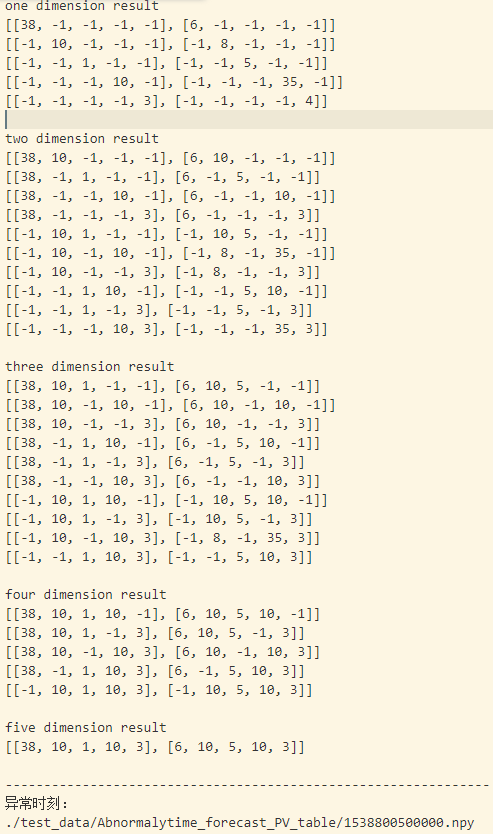 one dimension result
[[38, -1, -1, -1, -1], [6, -1, -1, -1, -1]]
[[-1, 10, -1, -1, -1], [-1, 8, -1, -1, -1]]
[[-1, -1, 1, -1, -1], [-1, -1, 5, -1, -1]]
[[-1, -1, -1, 10, -1], [-1, -1, -1, 35, -1]]
[[-1, -1, -1, -1, 3], [-1, -1, -1, -1, 4]]
two dimension result
[[38, 10, -1, -1, -1], [6, 10, -1, -1, -1]]
[[38, -1, 1, -1, -1], [6, -1, 5, -1, -1]]
[[38, -1, -1, 10, -1], [6, -1, -1, 10, -1]]
[[38, -1, -1, -1, 3], [6, -1, -1, -1, 3]]
[[-1, 10, 1, -1, -1], [-1, 10, 5, -1, -1]]
[[-1, 10, -1, 10, -1], [-1, 8, -1, 35, -1]]
[[-1, 10, -1, -1, 3], [-1, 8, -1, -1, 3]]
[[-1, -1, 1, 10, -1], [-1, -1, 5, 10, -1]]
[[-1, -1, 1, -1, 3], [-1, -1, 5, -1, 3]]
[[-1, -1, -1, 10, 3], [-1, -1, -1, 35, 3]]
three dimension result
[[38, 10, 1, -1, -1], [6, 10, 5, -1, -1]]
[[38, 10, -1, 10, -1], [6, 10, -1, 10, -1]]
[[38, 10, -1, -1, 3], [6, 10, -1, -1, 3]]
[[38, -1, 1, 10, -1], [6, -1, 5, 10, -1]]
[[38, -1, 1, -1, 3], [6, -1, 5, -1, 3]]
[[38, -1, -1, 10, 3], [6, -1, -1, 10, 3]]
[[-1, 10, 1, 10, -1], [-1, 10, 5, 10, -1]]
[[-1, 10, 1, -1, 3], [-1, 10, 5, -1, 3]]
[[-1, 10, -1, 10, 3], [-1, 8, -1, 35, 3]]
[[-1, -1, 1, 10, 3], [-1, -1, 5, 10, 3]]
four dimension result
[[38, 10, 1, 10, -1], [6, 10, 5, 10, -1]]
[[38, 10, 1, -1, 3], [6, 10, 5, -1, 3]]
[[38, 10, -1, 10, 3], [6, 10, -1, 10, 3]]
[[38, -1, 1, 10, 3], [6, -1, 5, 10, 3]]
[[-1, 10, 1, 10, 3], [-1, 10, 5, 10, 3]]
five dimension result
[[38, 10, 1, 10, 3], [6, 10, 5, 10, 3]]
------------------------------------------------------------
异常时刻：
./test_data/Abnormalytime_forecast_PV_table/1538800500000.npy